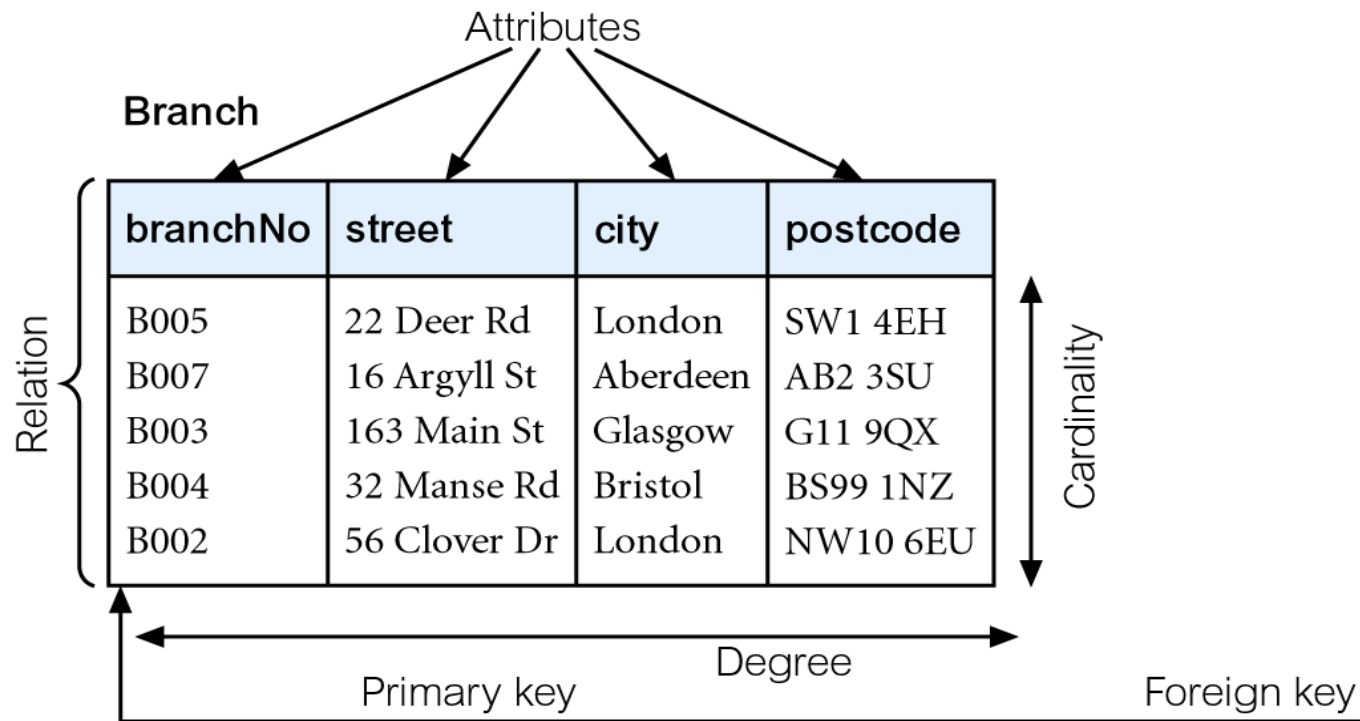 Attributes
Branch
branchNo street city postcode
B005 22 Deer Rd London SW1 4EH
B007 16 Argyll St Aberdeen AB2 3SU
B003 163 Main St Glasgow G11 9QX
B004 32 Manse Rd Bristol BS99 1NZ
B002 56 Clover Dr London NW10 6EU
Relation
Cardinality
Degree
Primary key Foreign key